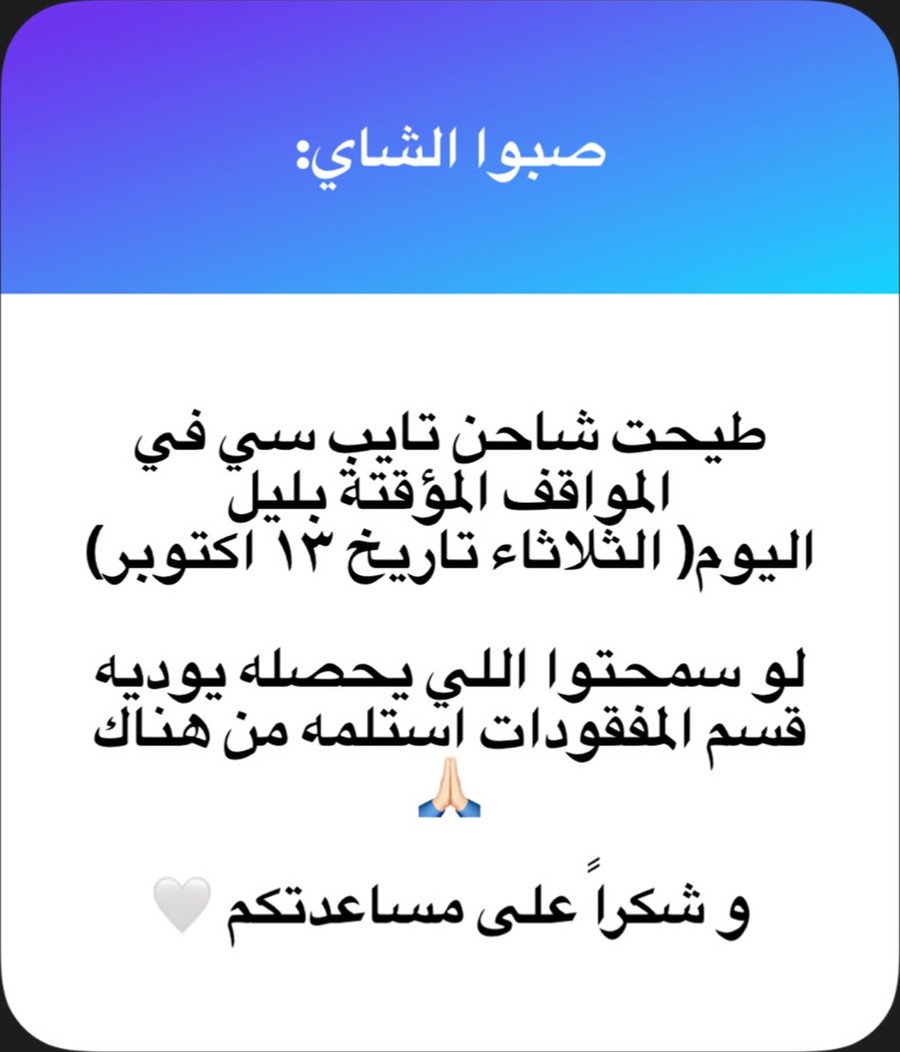 صبوا الشاي:
طيحت شاحن تايب سي في
المواقف المؤقتة بليل
اليوم( الثلاثاء تاريخ ١٣ اكتوبر)
لو سمحتوا اللي يحصله يوديه
قسم المفقودات استلمه من هناك
🙏🏻
و شكراً على مساعدتكم 🤍